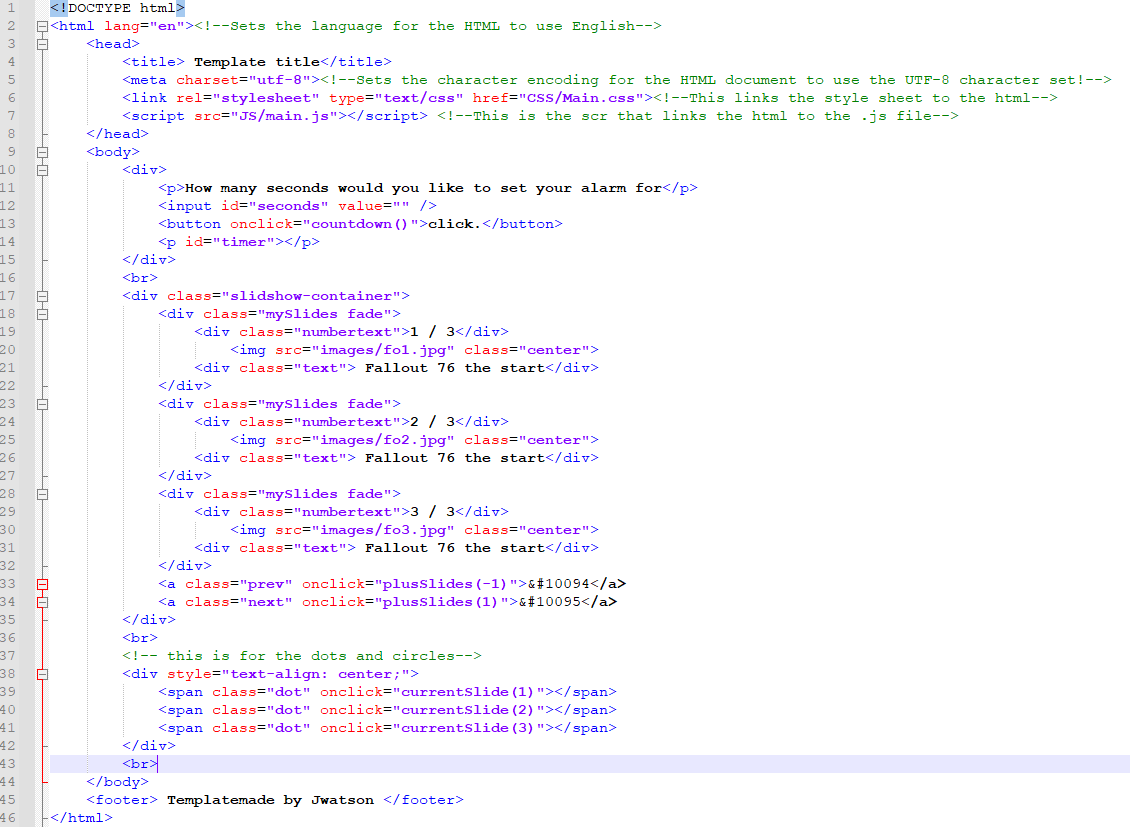 1 <!DOCTYPE html>
2 <html lang="en"><!--Sets the language for the HTML to use English-->
3 <head>
4 <title> Template title</title>
5 <meta charset="utf-8"><!--Sets the character encoding for the HTML document to use the UTF-8 character set!-->
6 <link rel="stylesheet" type="text/css" href="CSS/Main.css"><!--This links the style sheet to the html-->
7 <script src="JS/main.js"></script> <!--This is the scr that links the html to the .js file-->
8 </head>
9 <body>
10 <div>
11 <p>How many seconds would you like to set your alarm for</p>
12 <input id="seconds" value="" />
13 <button onclick="countdown()">click.</button>
14 <p id="timer"></p>
15 </div>
16 <br>
17 <div class="slidshow-container">
18 <div class="mySlides fade">
19 <div class="numbertext">1 / 3</div>
20 <img src="images/fo1.jpg" class="center">
21 <div class="text"> Fallout 76 the start</div>
22 </div>
23 <div class="mySlides fade">
24 <div class="numbertext">2 / 3</div>
25 <img src="images/fo2.jpg" class="center">
26 <div class="text"> Fallout 76 the start</div>
27 </div>
28 <div class="mySlides fade">
29 <div class="numbertext">3 / 3</div>
30 <img src="images/fo3.jpg" class="center">
31 <div class="text"> Fallout 76 the start</div>
32 </div>
33 <a class="prev" onclick="plusSlides(-1)">&#10094</a>
34 <a class="next" onclick="plusSlides(1)">&#10095</a>
35 </div>
36 <br>
37 <!-- this is for the dots and circles-->
38 <div style="text-align: center;">
39 <span class="dot" onclick="currentSlide(1)"></span>
40 <span class="dot" onclick="currentSlide(2)"></span>
41 <span class="dot" onclick="currentSlide(3)"></span>
42 </div>
43 <br>
44 </body>
45 <footer> Templatemade by Jwatson </footer>
46 </html>